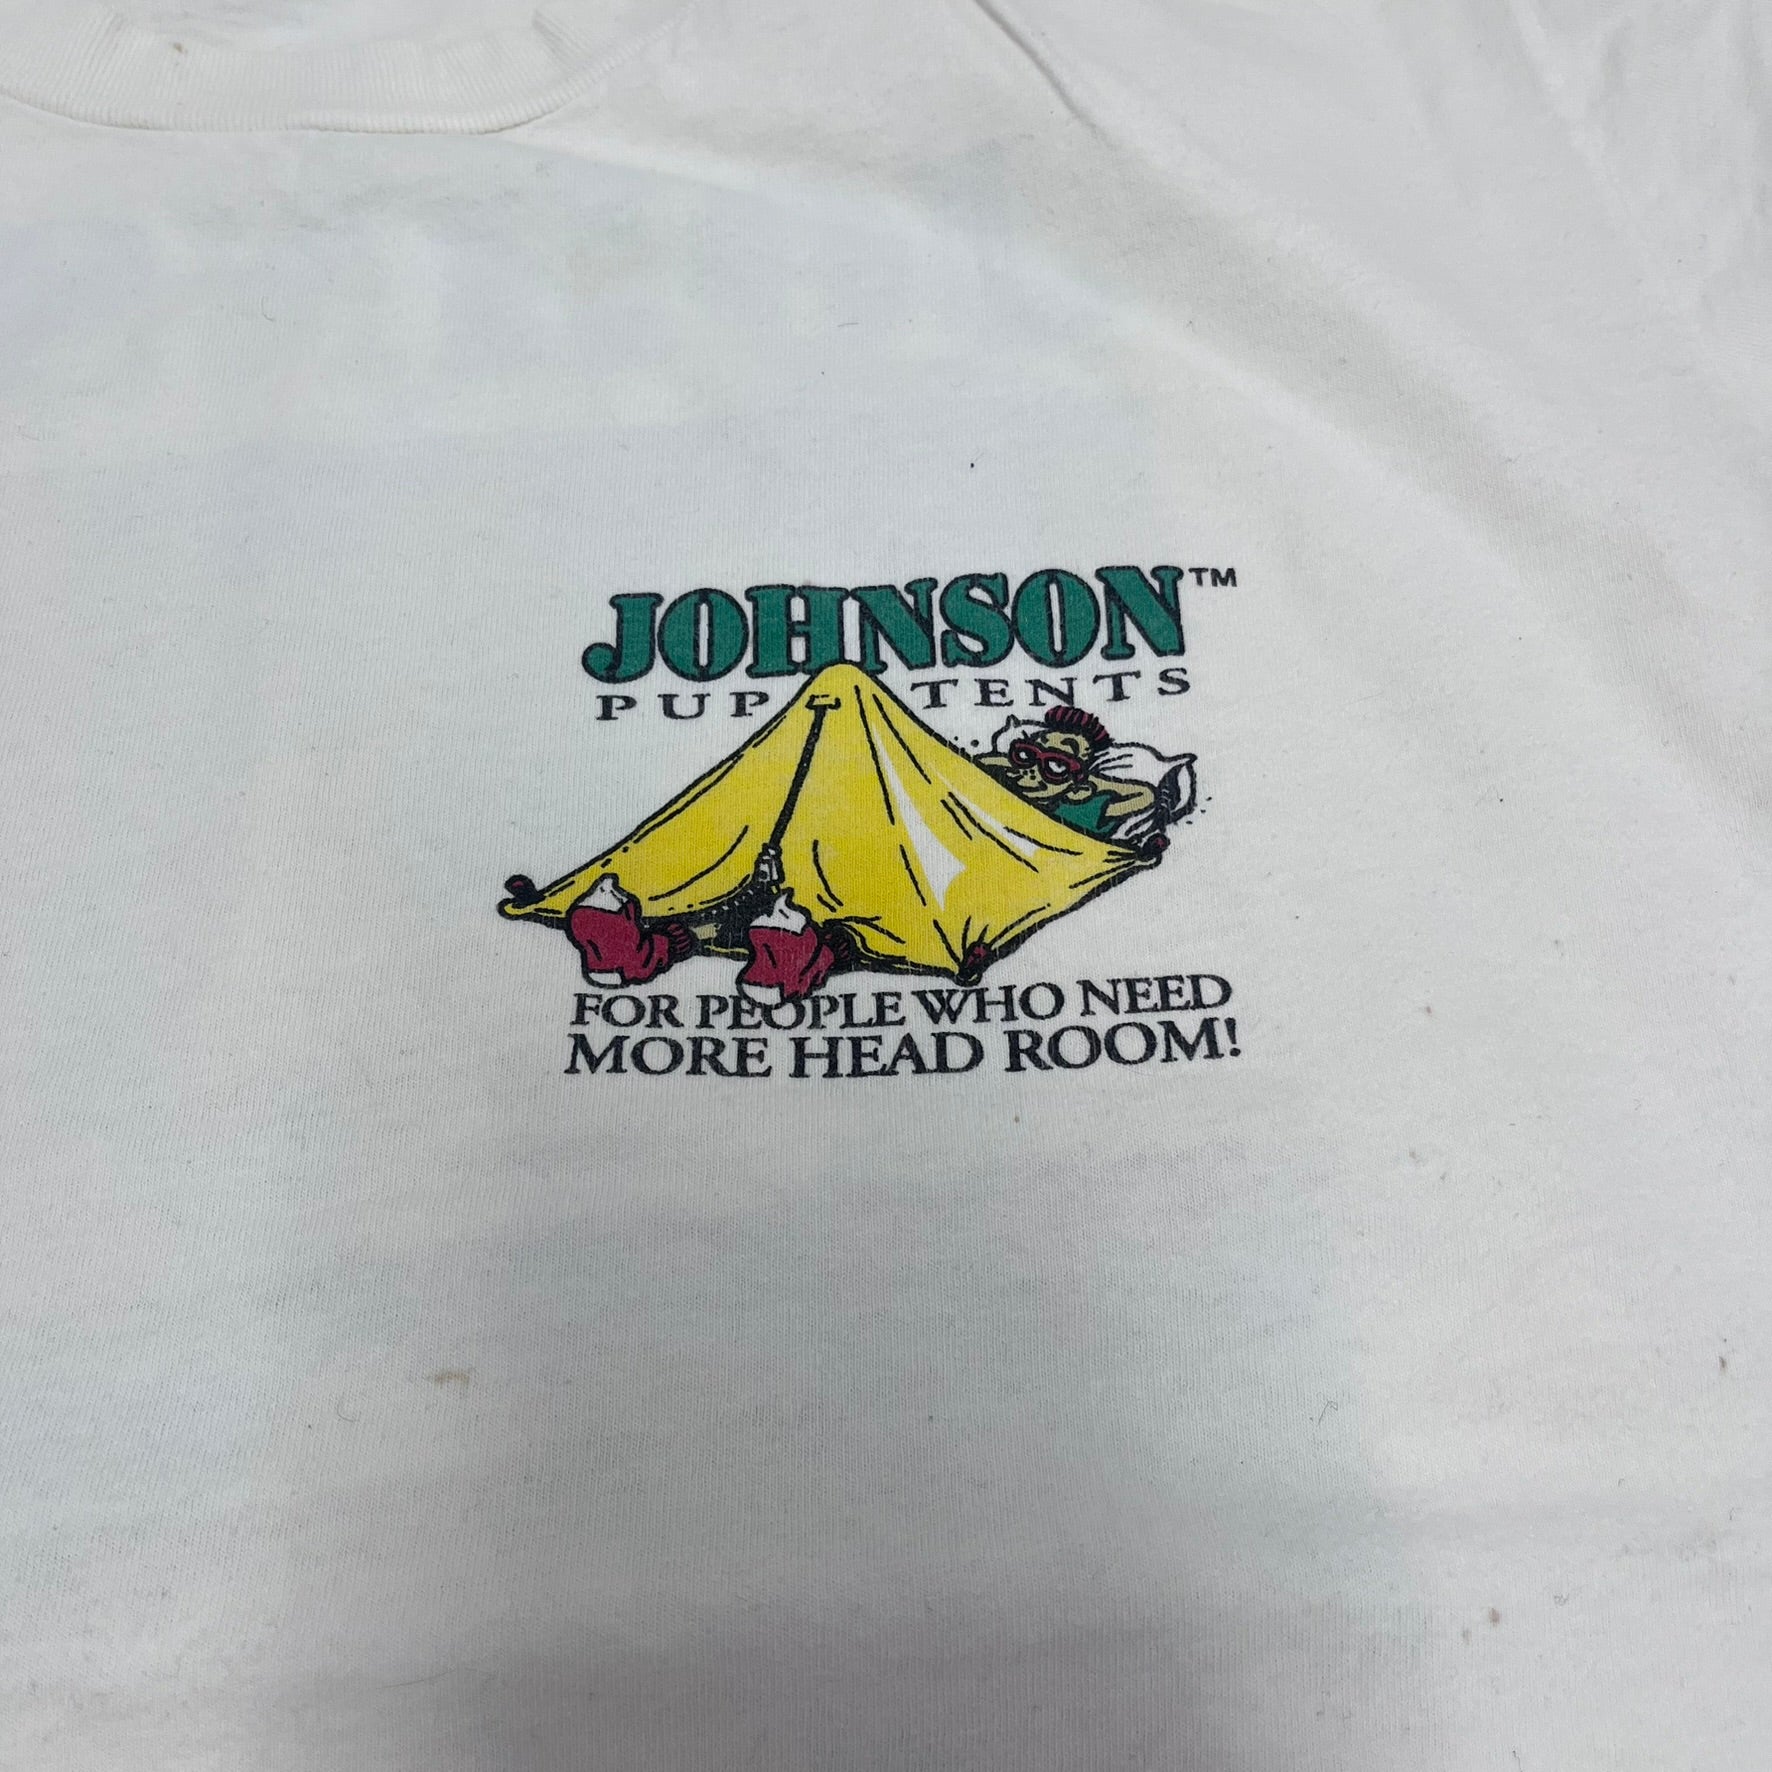 JOHNSON™
PUP TENTS
FOR PEOPLE WHO NEED
MORE HEAD ROOM!